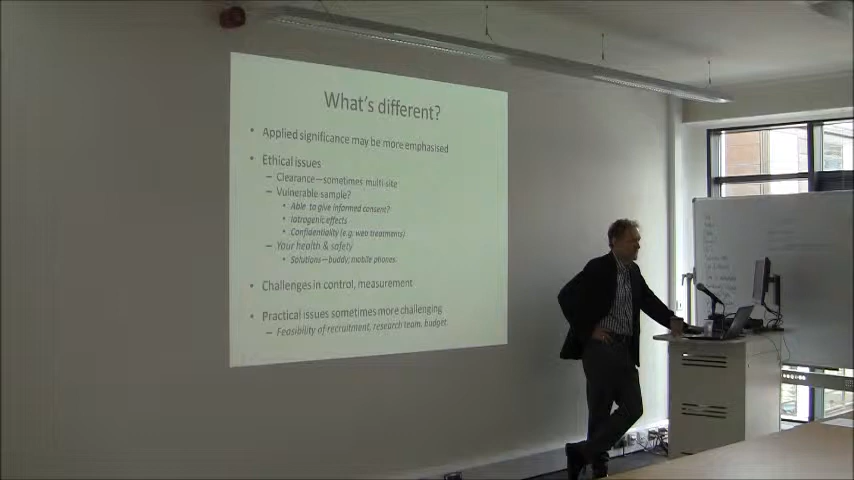 What's different?
• Applied significance may be more emphasised
• Ethical issues
– Clearance—sometimes multi-site
– Vulnerable sample?
• Able to give informed consent?
• Iatrogenic effects
• Confidentiality (e.g. web treatments)
– Your health & safety
• Solutions—buddy, mobile phones
• Challenges in control, measurement
• Practical issues sometimes more challenging
– Feasibility of recruitment, research team, budget